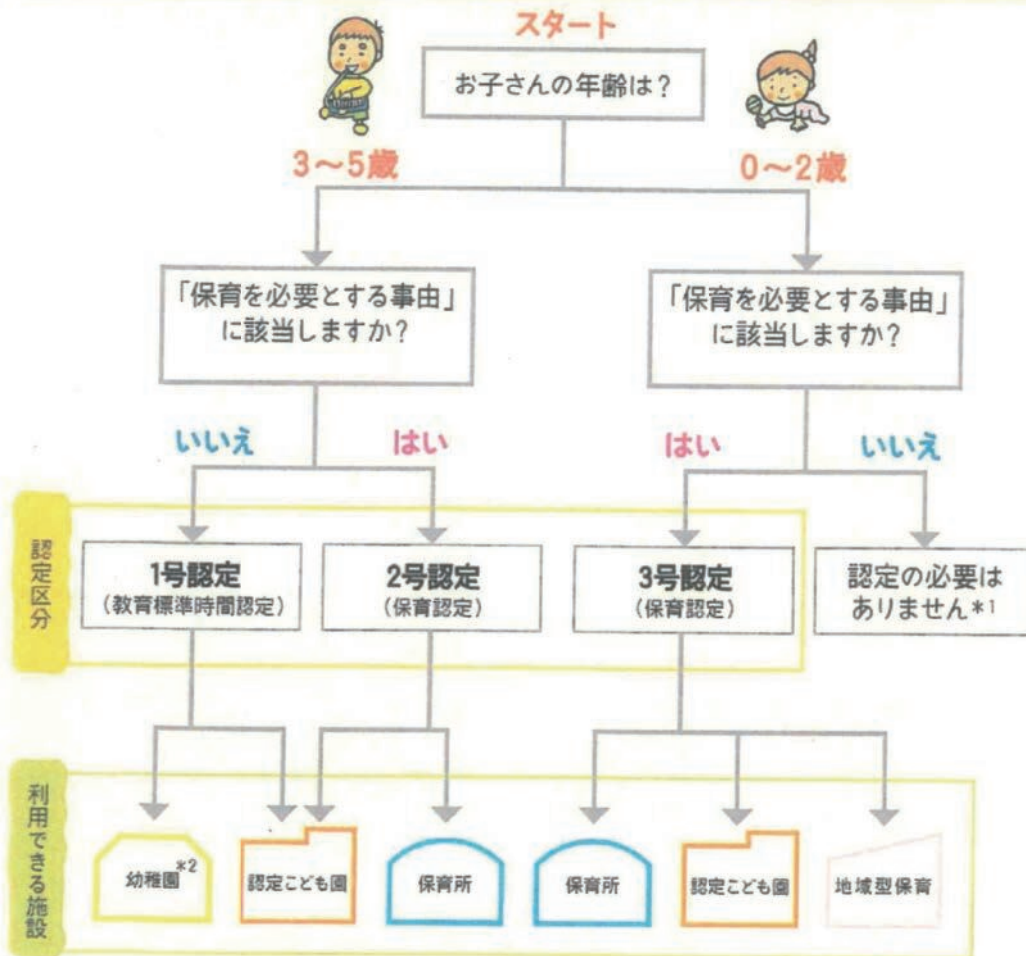 スタート
お子さんの年齢は？
3～5歳
0～2歳
「保育を必要とする事由」
に該当しますか？
「保育を必要とする事由」
に該当しますか？
いいえ
はい
はい
いいえ
認定区分
1号認定
（教育標準時間認定）
2号認定
（保育認定）
3号認定
（保育認定）
認定の必要は
ありません*1
利用できる施設
幼稚園*2
認定こども園
保育所
保育所
認定こども園
地域型保育